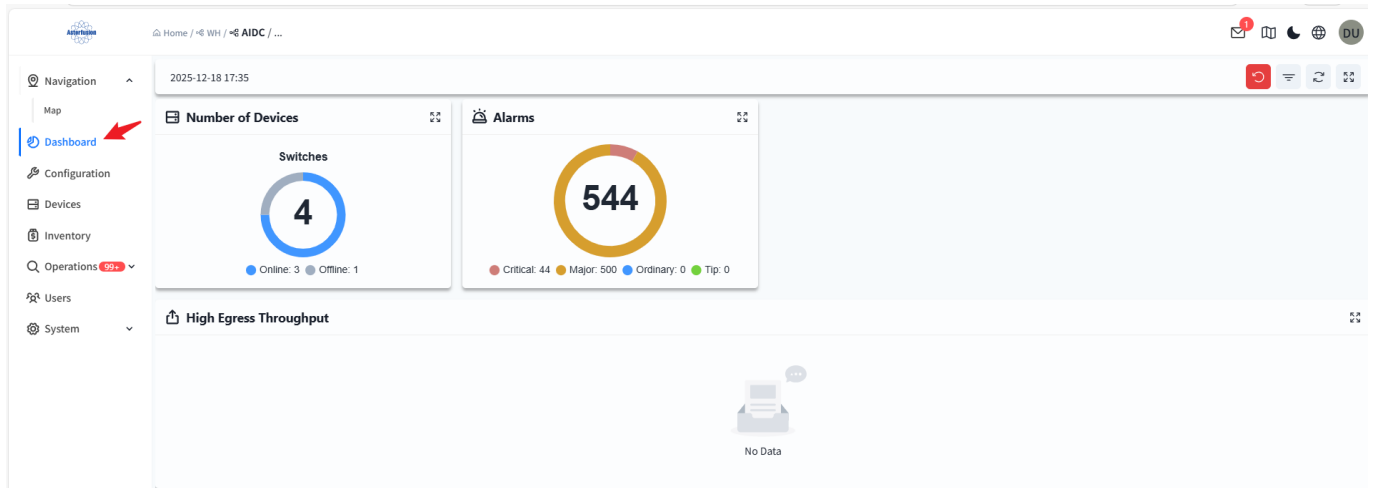 Asterfusion
Home / WH / AIDC / ...
1
DU
Navigation
Map
Dashboard
Configuration
Devices
Inventory
Operations 99+
Users
System
2025-12-18 17:35
Number of Devices
Switches
4
Online: 3 Offline: 1
Alarms
544
Critical: 44 Major: 500 Ordinary: 0 Tip: 0
High Egress Throughput
No Data